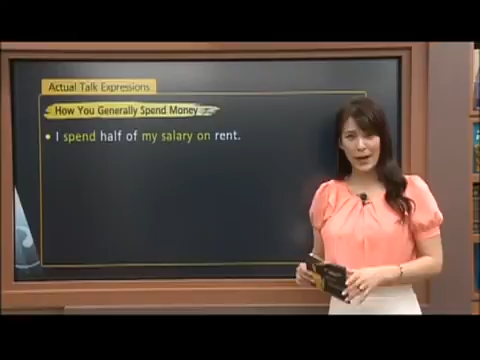 Actual Talk Expressions
How You Generally Spend Money
• I spend half of my salary on rent.